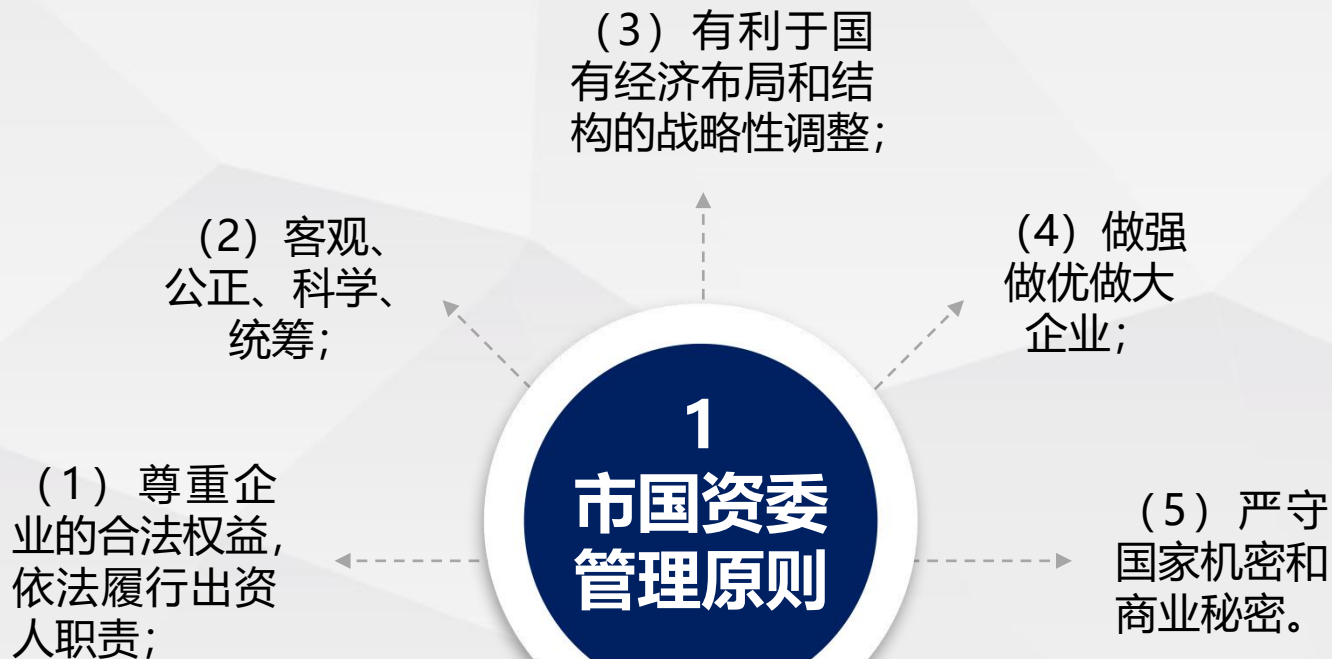 （3）有利于国
有经济布局和结
构的战略性调整；
（2）客观、
公正、科学、
统筹；
（4）做强
做优做大
企业；
1
市国资委
管理原则
（1）尊重企
业的合法权益，
依法履行出资
人职责；
（5）严守
国家机密和
商业秘密。